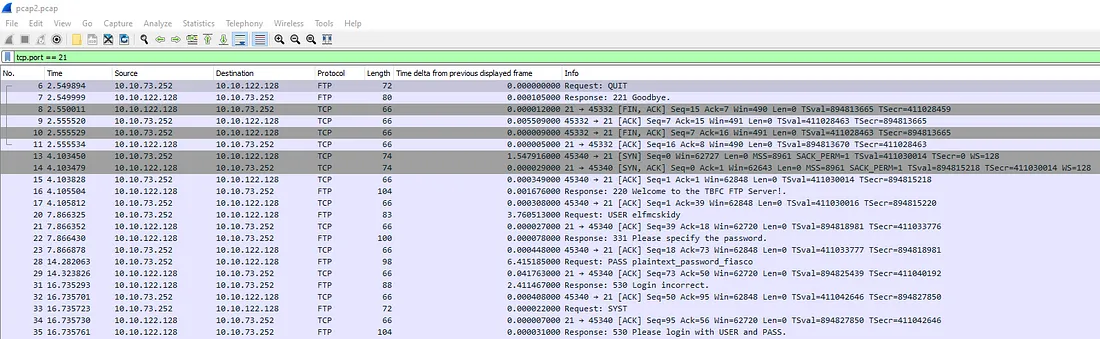 pcap2.pcap
File Edit View Go Capture Analyze Statistics Telephony Wireless Tools Help
tcp.port == 21
No. Time Source Destination Protocol Length Time delta from previous displayed frame Info
6 2.549894 10.10.73.252 10.10.122.128 FTP 72 0.000000000 Request: QUIT
7 2.549999 10.10.122.128 10.10.73.252 FTP 80 0.000105000 Response: 221 Goodbye.
8 2.550011 10.10.122.128 10.10.73.252 TCP 66 0.000012000 21 → 45332 [FIN, ACK] Seq=15 Ack=7 Win=490 Len=0 TSval=894813665 TSecr=411028459
9 2.555520 10.10.73.252 10.10.122.128 TCP 66 0.005509000 45332 → 21 [ACK] Seq=7 Ack=15 Win=491 Len=0 TSval=411028463 TSecr=894813665
10 2.555529 10.10.73.252 10.10.122.128 TCP 66 0.000009000 45332 → 21 [FIN, ACK] Seq=7 Ack=16 Win=491 Len=0 TSval=411028463 TSecr=894813665
11 2.555534 10.10.122.128 10.10.73.252 TCP 66 0.000005000 21 → 45332 [ACK] Seq=16 Ack=8 Win=490 Len=0 TSval=894813670 TSecr=411028463
13 4.103450 10.10.73.252 10.10.122.128 TCP 74 1.547916000 45340 → 21 [SYN] Seq=0 Win=62727 Len=0 MSS=8961 SACK_PERM=1 TSval=411030014 TSecr=0 WS=128
14 4.103479 10.10.122.128 10.10.73.252 TCP 74 0.000029000 21 → 45340 [SYN, ACK] Seq=0 Ack=1 Win=62643 Len=0 MSS=8961 SACK_PERM=1 TSval=894815218 TSecr=411030014 WS=128
15 4.103828 10.10.73.252 10.10.122.128 TCP 66 0.000349000 45340 → 21 [ACK] Seq=1 Ack=1 Win=62848 Len=0 TSval=411030014 TSecr=894815218
16 4.105504 10.10.122.128 10.10.73.252 FTP 104 0.001676000 Response: 220 Welcome to the TBFC FTP Server!.
17 4.105812 10.10.73.252 10.10.122.128 TCP 66 0.000308000 45340 → 21 [ACK] Seq=1 Ack=39 Win=62848 Len=0 TSval=411030016 TSecr=894815220
20 7.866325 10.10.73.252 10.10.122.128 FTP 83 3.760513000 Request: USER elfmcskidy
21 7.866352 10.10.122.128 10.10.73.252 TCP 66 0.000027000 21 → 45340 [ACK] Seq=39 Ack=18 Win=62720 Len=0 TSval=894818981 TSecr=411033776
22 7.866430 10.10.122.128 10.10.73.252 FTP 100 0.000078000 Response: 331 Please specify the password.
23 7.866878 10.10.73.252 10.10.122.128 TCP 66 0.000448000 45340 → 21 [ACK] Seq=18 Ack=73 Win=62848 Len=0 TSval=411033777 TSecr=894818981
28 14.282063 10.10.73.252 10.10.122.128 FTP 98 6.415185000 Request: PASS plaintext_password_fiasco
29 14.323826 10.10.122.128 10.10.73.252 TCP 66 0.041763000 21 → 45340 [ACK] Seq=73 Ack=50 Win=62720 Len=0 TSval=894825439 TSecr=411040192
31 16.735293 10.10.122.128 10.10.73.252 FTP 88 2.411467000 Response: 530 Login incorrect.
32 16.735701 10.10.73.252 10.10.122.128 TCP 66 0.000408000 45340 → 21 [ACK] Seq=50 Ack=95 Win=62848 Len=0 TSval=411042646 TSecr=894827850
33 16.735723 10.10.73.252 10.10.122.128 FTP 72 0.000022000 Request: SYST
34 16.735730 10.10.122.128 10.10.73.252 TCP 66 0.000007000 21 → 45340 [ACK] Seq=95 Ack=56 Win=62720 Len=0 TSval=894827850 TSecr=411042646
35 16.735761 10.10.122.128 10.10.73.252 FTP 104 0.000031000 Response: 530 Please login with USER and PASS.